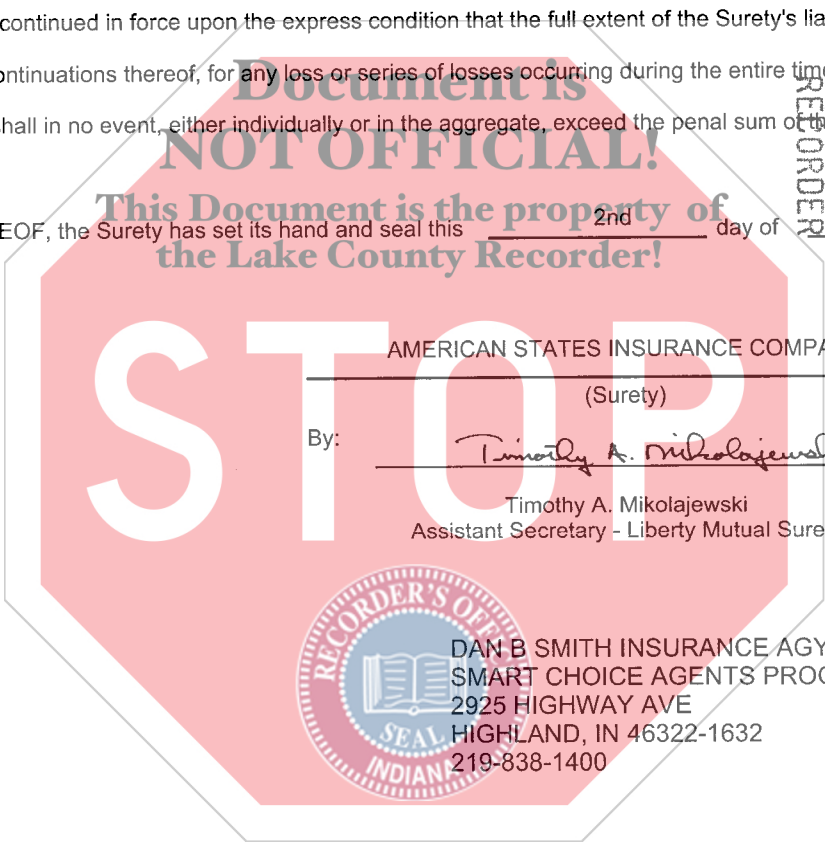 continued in force upon the express condition that the full extent of the Surety's lia
ontinuations thereof, for any loss or series of losses occurring during the entire time
hall in no event, either individually or in the aggregate, exceed the penal sum of th
Document is
NOT OFFICIAL!
This Document is the property of
the Lake County Recorder!
RECORDER
EOF, the Surety has set its hand and seal this 2nd day of
STOP
AMERICAN STATES INSURANCE COMPA
(Surety)
By: Timothy A. Mikolajews
Timothy A. Mikolajewski
Assistant Secretary - Liberty Mutual Sure
RECORDER'S OFFICE
SEAL
INDIANA
DAN B SMITH INSURANCE AGY
SMART CHOICE AGENTS PROG
2925 HIGHWAY AVE
HIGHLAND, IN 46322-1632
219-838-1400